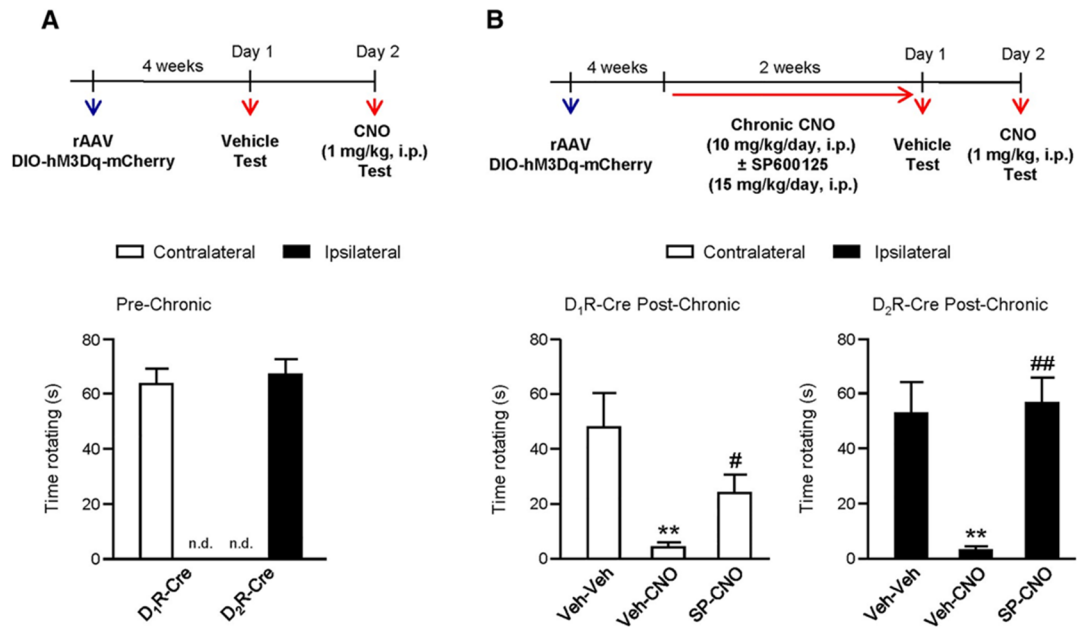 A
4 weeks
Day 1
Day 2
rAAV
DIO-hM3Dq-mCherry
Vehicle
Test
CNO
(1 mg/kg, i.p.)
Test
Contralateral
Ipsilateral
Pre-Chronic
Time rotating (s)
80
60
40
20
0
n.d.
n.d.
D1R-Cre
D2R-Cre
B
4 weeks
2 weeks
Day 1
Day 2
rAAV
DIO-hM3Dq-mCherry
Chronic CNO
(10 mg/kg/day, i.p.)
± SP600125
(15 mg/kg/day, i.p.)
Vehicle
Test
CNO
(1 mg/kg, i.p.)
Test
Contralateral
Ipsilateral
D1R-Cre Post-Chronic
Time rotating (s)
80
60
40
20
0
**
#
Veh-Veh
Veh-CNO
SP-CNO
D2R-Cre Post-Chronic
Time rotating (s)
80
60
40
20
0
**
##
Veh-Veh
Veh-CNO
SP-CNO